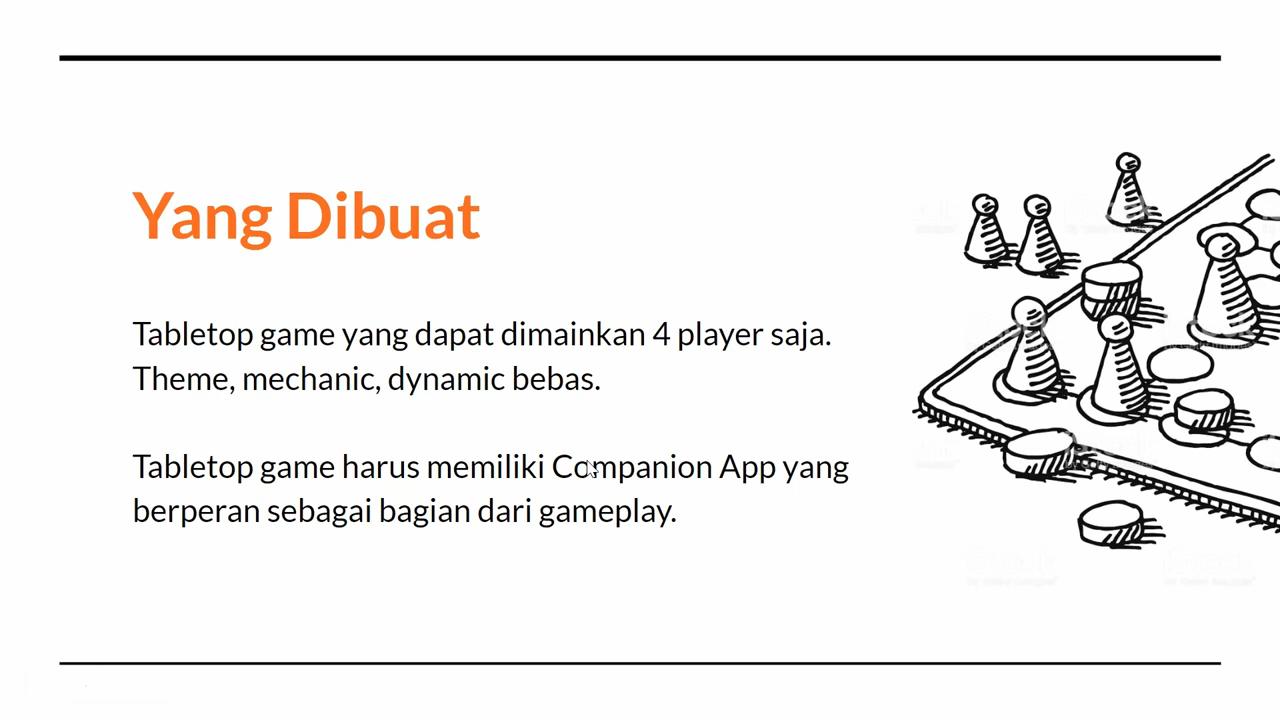 Yang Dibuat
Tabletop game yang dapat dimainkan 4 player saja.
Theme, mechanic, dynamic bebas.
Tabletop game harus memiliki Companion App yang
berperan sebagai bagian dari gameplay.